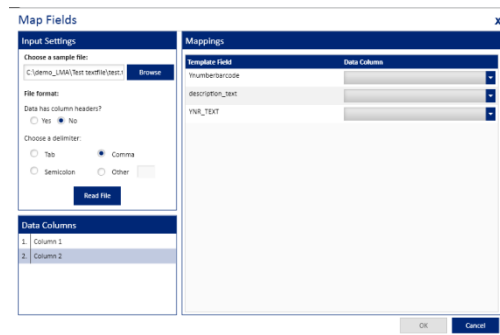 Map Fields
X
Input Settings
Choose a sample file:
C:\demo_LMA\Test textfile\test.t
Browse
File format:
Data has column headers?
Yes
No
Choose a delimiter:
Tab
Comma
Semicolon
Other
Read File
Data Columns
1. Column 1
2. Column 2
Mappings
Template Field Data Column
Ynumberbarcode
description_text
YNR_TEXT
OK
Cancel